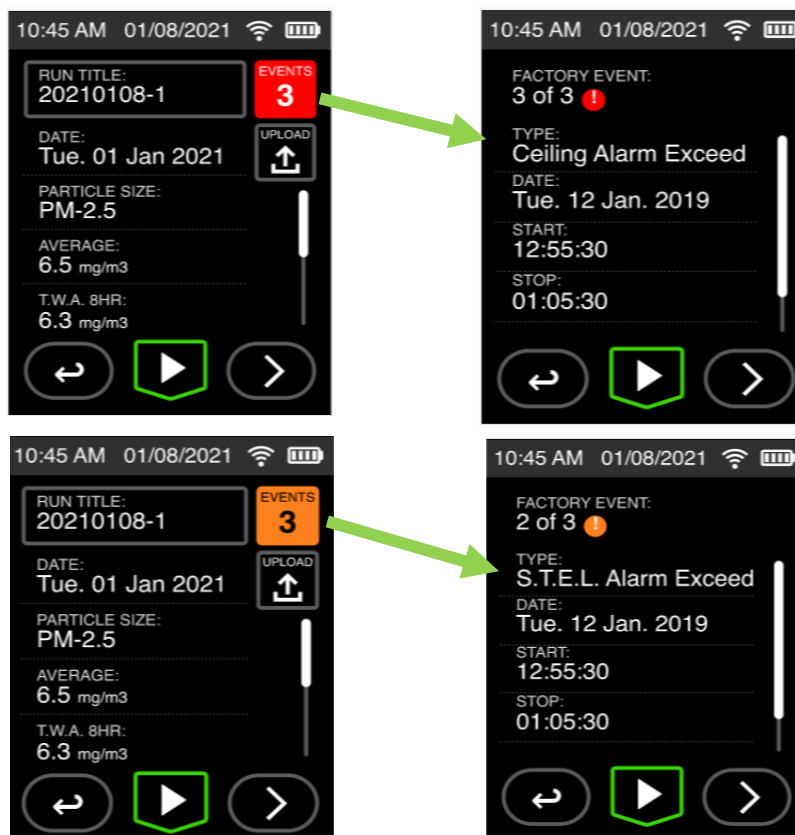 10:45 AM 01/08/2021
RUN TITLE:
20210108-1
EVENTS
3
DATE:
Tue. 01 Jan 2021
UPLOAD
PARTICLE SIZE:
PM-2.5
AVERAGE:
6.5 mg/m3
T.W.A. 8HR:
6.3 mg/m3
10:45 AM 01/08/2021
FACTORY EVENT:
3 of 3 !
TYPE:
Ceiling Alarm Exceed
DATE:
Tue. 12 Jan. 2019
START:
12:55:30
STOP:
01:05:30
10:45 AM 01/08/2021
RUN TITLE:
20210108-1
EVENTS
3
DATE:
Tue. 01 Jan 2021
UPLOAD
PARTICLE SIZE:
PM-2.5
AVERAGE:
6.5 mg/m3
T.W.A. 8HR:
6.3 mg/m3
10:45 AM 01/08/2021
FACTORY EVENT:
2 of 3 !
TYPE:
S.T.E.L. Alarm Exceed
DATE:
Tue. 12 Jan. 2019
START:
12:55:30
STOP:
01:05:30